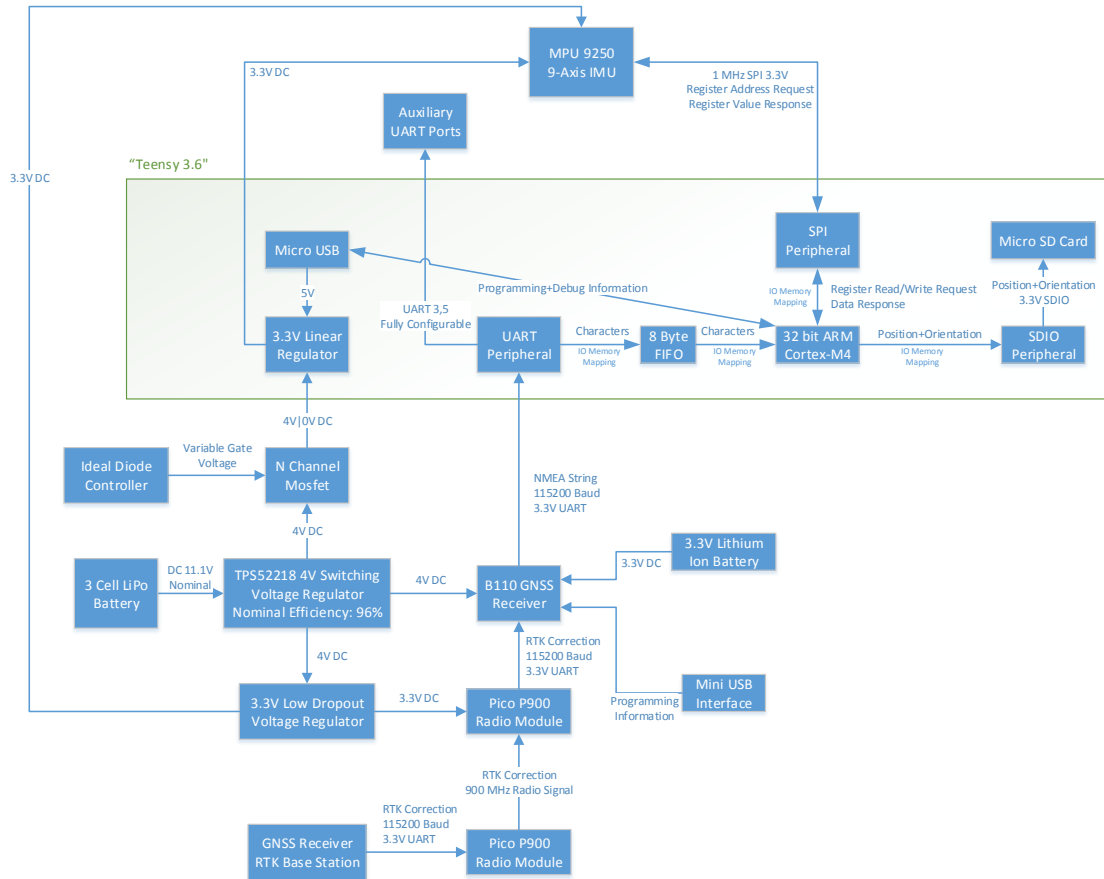 MPU 9250
9-Axis IMU
3.3V DC
1 MHz SPI 3.3V
Register Address Request
Register Value Response
Auxiliary
UART Ports
“Teensy 3.6"
3.3V DC
SPI
Peripheral
Micro USB
Micro SD Card
Programming+Debug Information
IO Memory
Mapping
Register Read/Write Request
Data Response
Position+Orientation
3.3V SDIO
5V
UART 3,5
Fully Configurable
3.3V Linear
Regulator
UART
Peripheral
Characters
IO Memory
Mapping
8 Byte
FIFO
Characters
IO Memory
Mapping
32 bit ARM
Cortex-M4
Position+Orientation
IO Memory
Mapping
SDIO
Peripheral
4V|0V DC
Ideal Diode
Controller
Variable Gate
Voltage
N Channel
Mosfet
NMEA String
115200 Baud
3.3V UART
4V DC
3.3V Lithium
Ion Battery
3.3V DC
3 Cell LiPo
Battery
DC 11.1V
Nominal
TPS52218 4V Switching
Voltage Regulator
Nominal Efficiency: 96%
4V DC
B110 GNSS
Receiver
4V DC
RTK Correction
115200 Baud
3.3V UART
Mini USB
Interface
Programming
Information
3.3V Low Dropout
Voltage Regulator
3.3V DC
Pico P900
Radio Module
RTK Correction
900 MHz Radio Signal
RTK Correction
115200 Baud
3.3V UART
GNSS Receiver
RTK Base Station
Pico P900
Radio Module